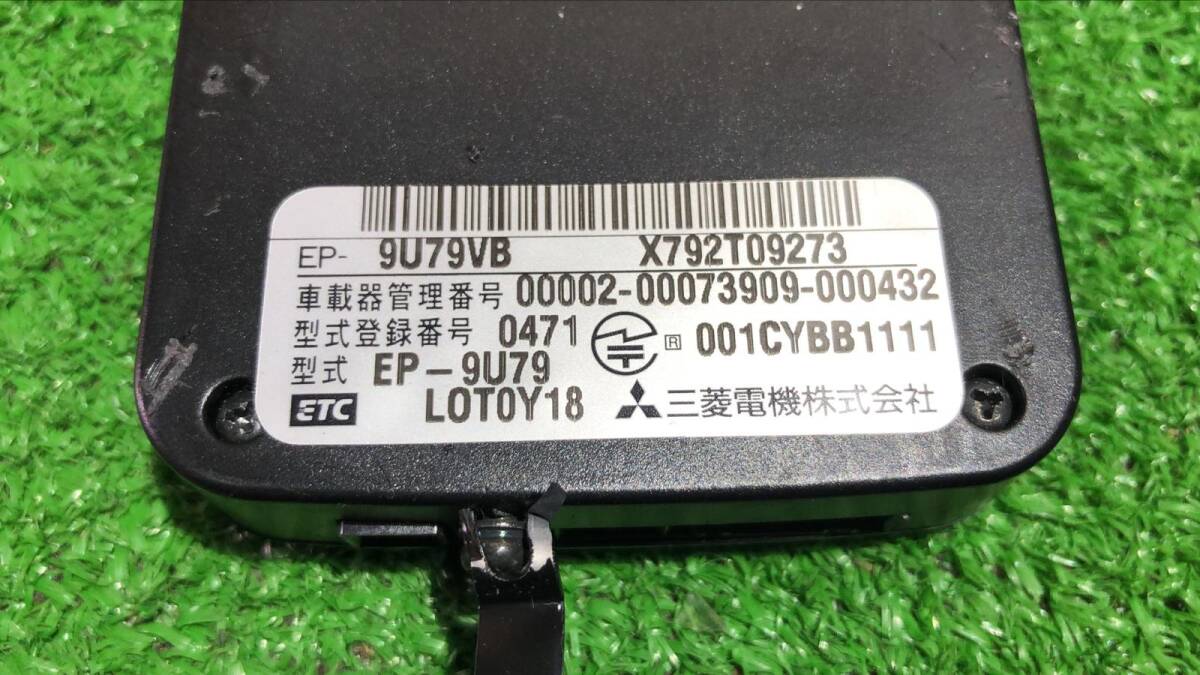 EP- 9U79VB X792T09273
車載器管理番号 00002-00073909-000432
型式登録番号 0471 R 001CYBB1111
型式 EP-9U79
ETC LOT0Y18 三菱電機株式会社